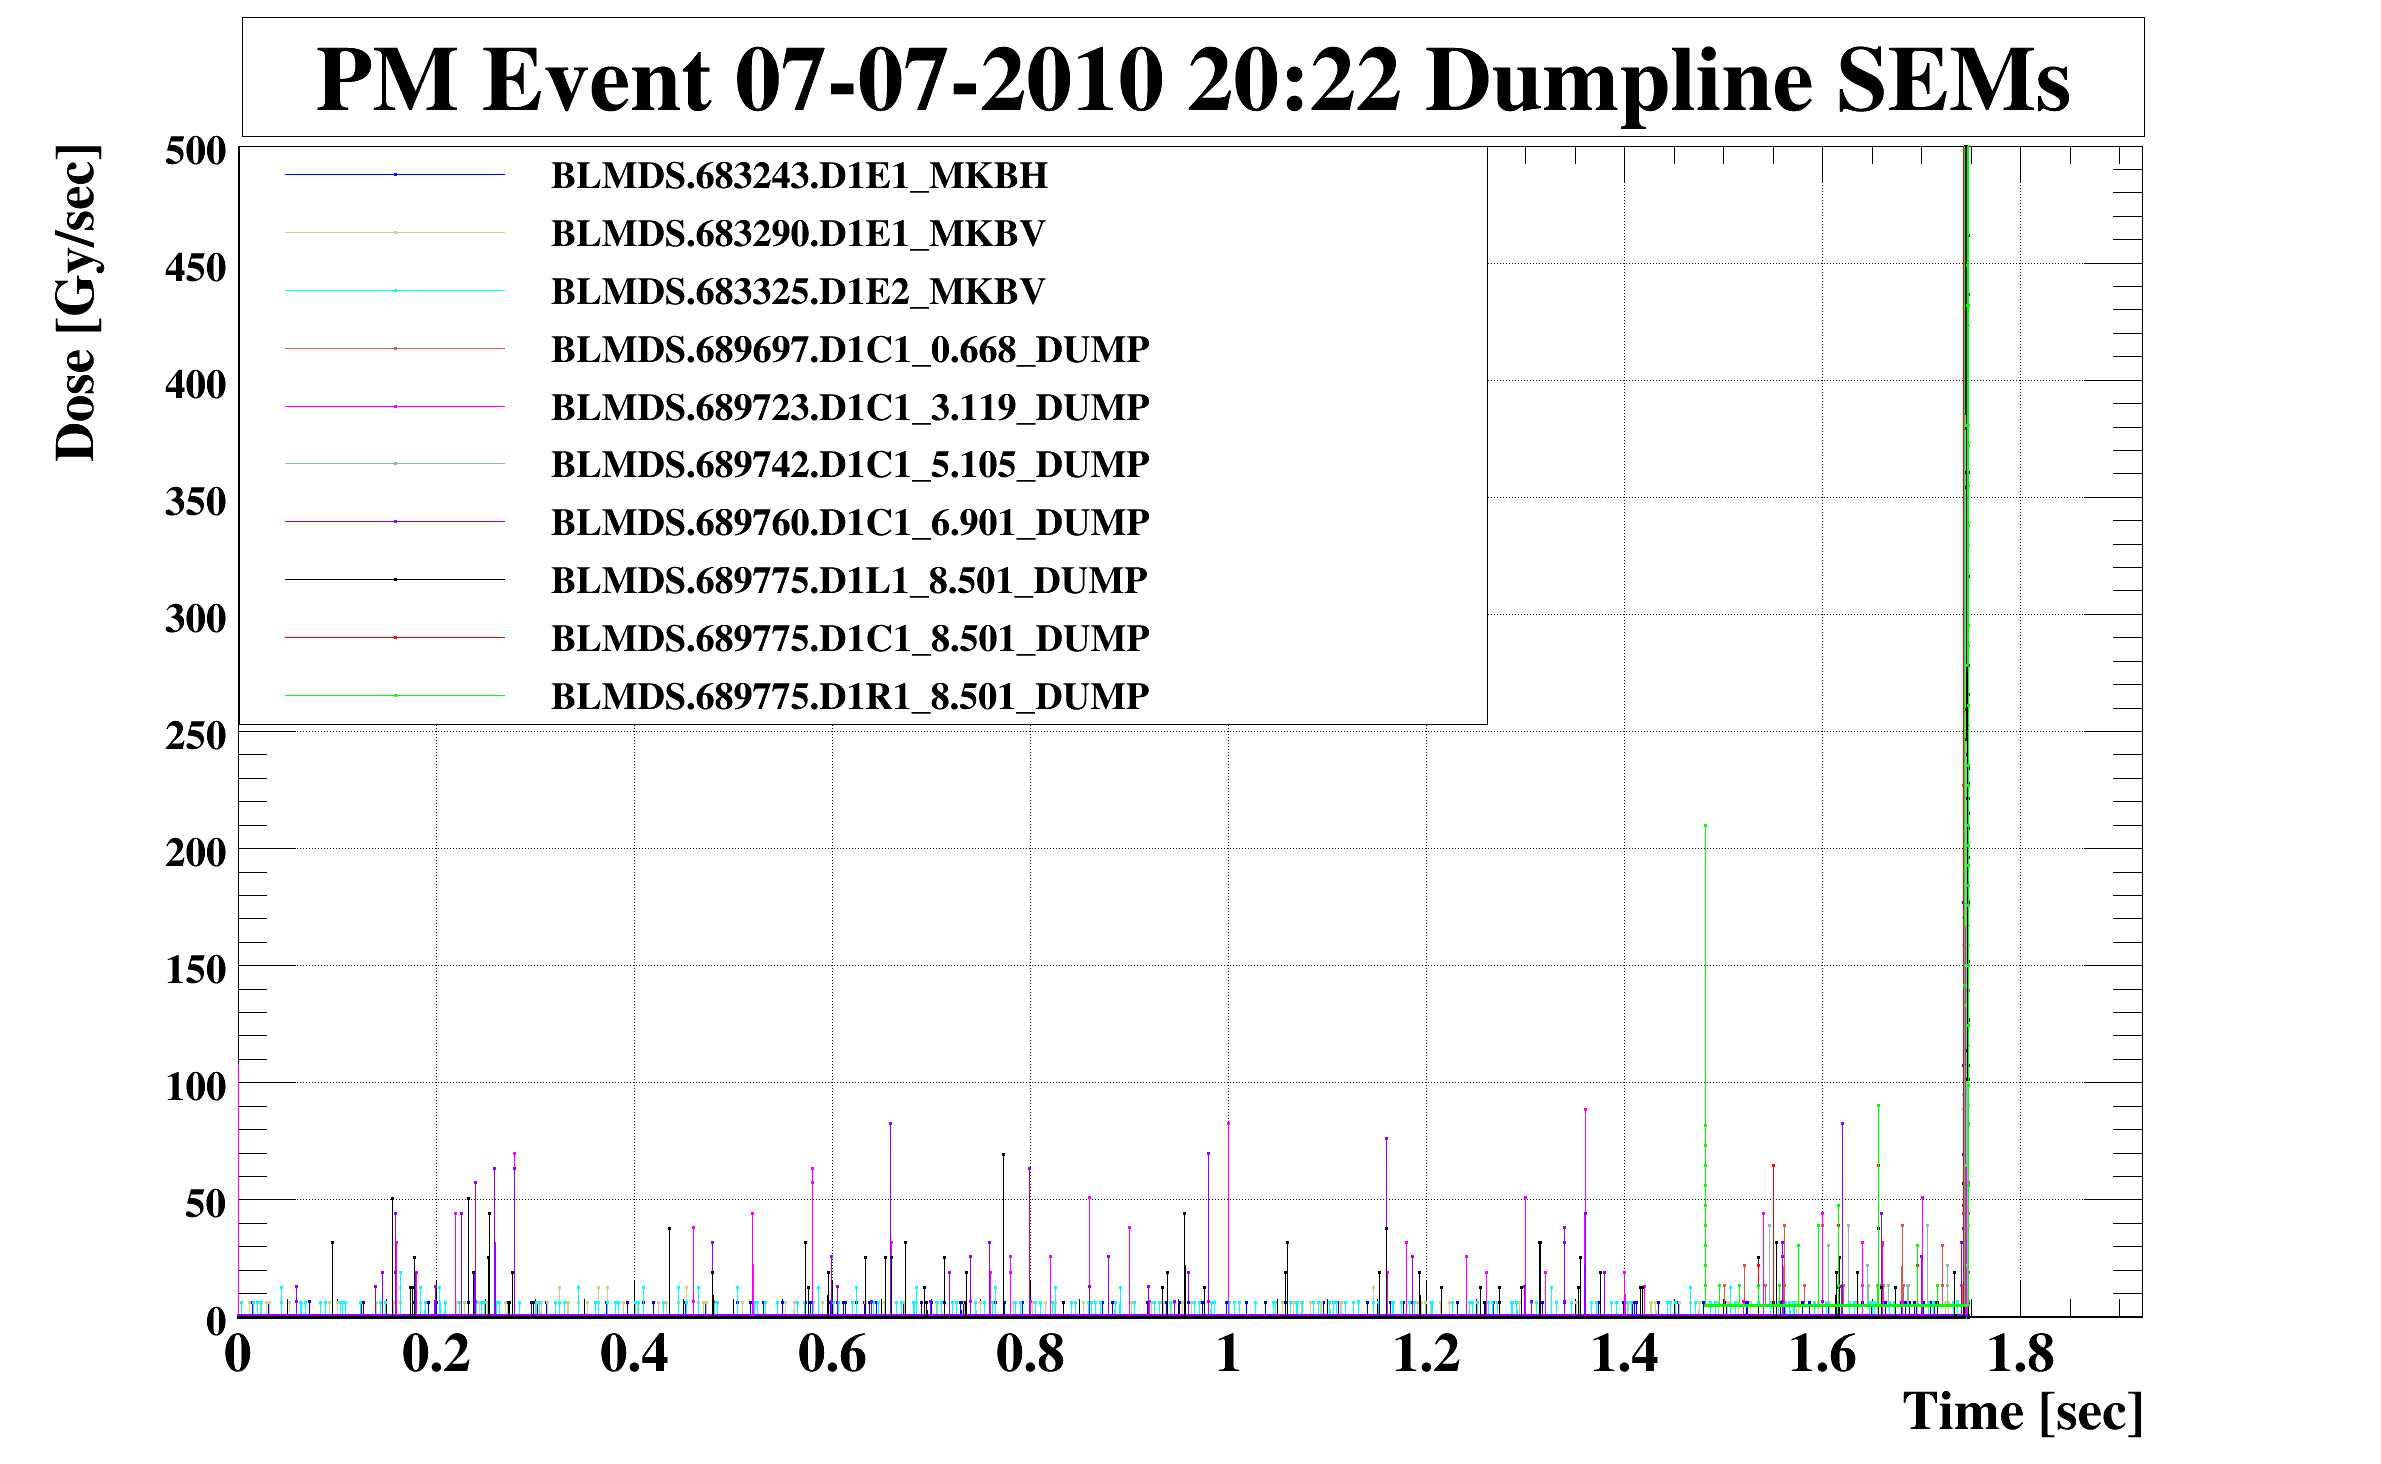 PM Event 07-07-2010 20:22 Dumpline SEMs
Dose [Gy/sec]
500
450
400
350
300
250
200
150
100
50
0
BLMDS.683243.D1E1_MKBH
BLMDS.683290.D1E1_MKBV
BLMDS.683325.D1E2_MKBV
BLMDS.689697.D1C1_0.668_DUMP
BLMDS.689723.D1C1_3.119_DUMP
BLMDS.689742.D1C1_5.105_DUMP
BLMDS.689760.D1C1_6.901_DUMP
BLMDS.689775.D1L1_8.501_DUMP
BLMDS.689775.D1C1_8.501_DUMP
BLMDS.689775.D1R1_8.501_DUMP
0 0.2 0.4 0.6 0.8 1 1.2 1.4 1.6 1.8
Time [sec]